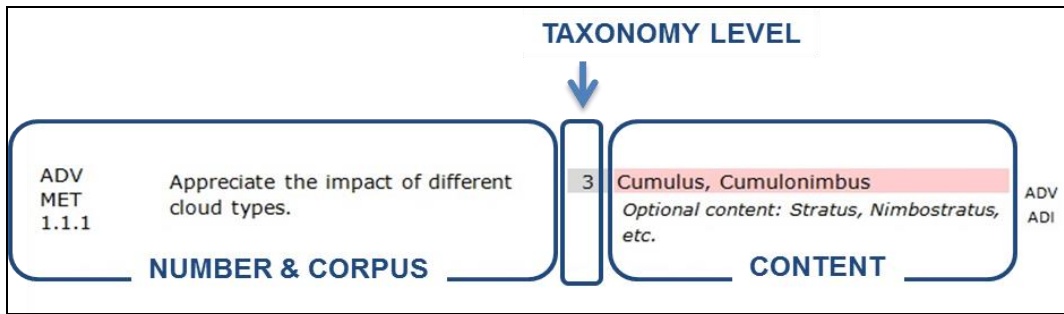 TAXONOMY LEVEL
ADV
MET
1.1.1
Appreciate the impact of different
cloud types.
3
Cumulus, Cumulonimbus
Optional content: Stratus, Nimbostratus,
etc.
ADV
ADI
NUMBER & CORPUS
CONTENT